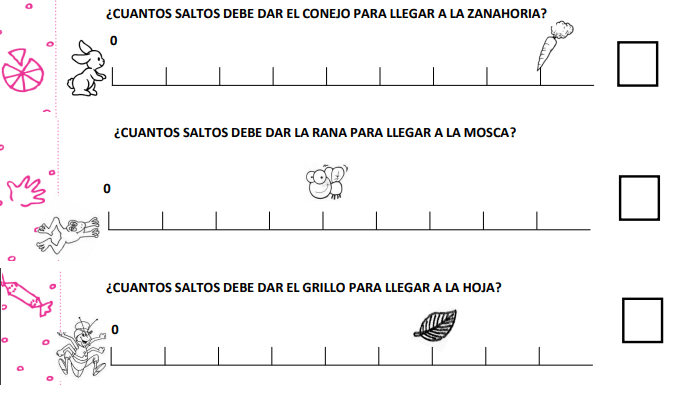 ¿CUANTOS SALTOS DEBE DAR EL CONEJO PARA LLEGAR A LA ZANAHORIA?
0
¿CUANTOS SALTOS DEBE DAR LA RANA PARA LLEGAR A LA MOSCA?
0
¿CUANTOS SALTOS DEBE DAR EL GRILLO PARA LLEGAR A LA HOJA?
0